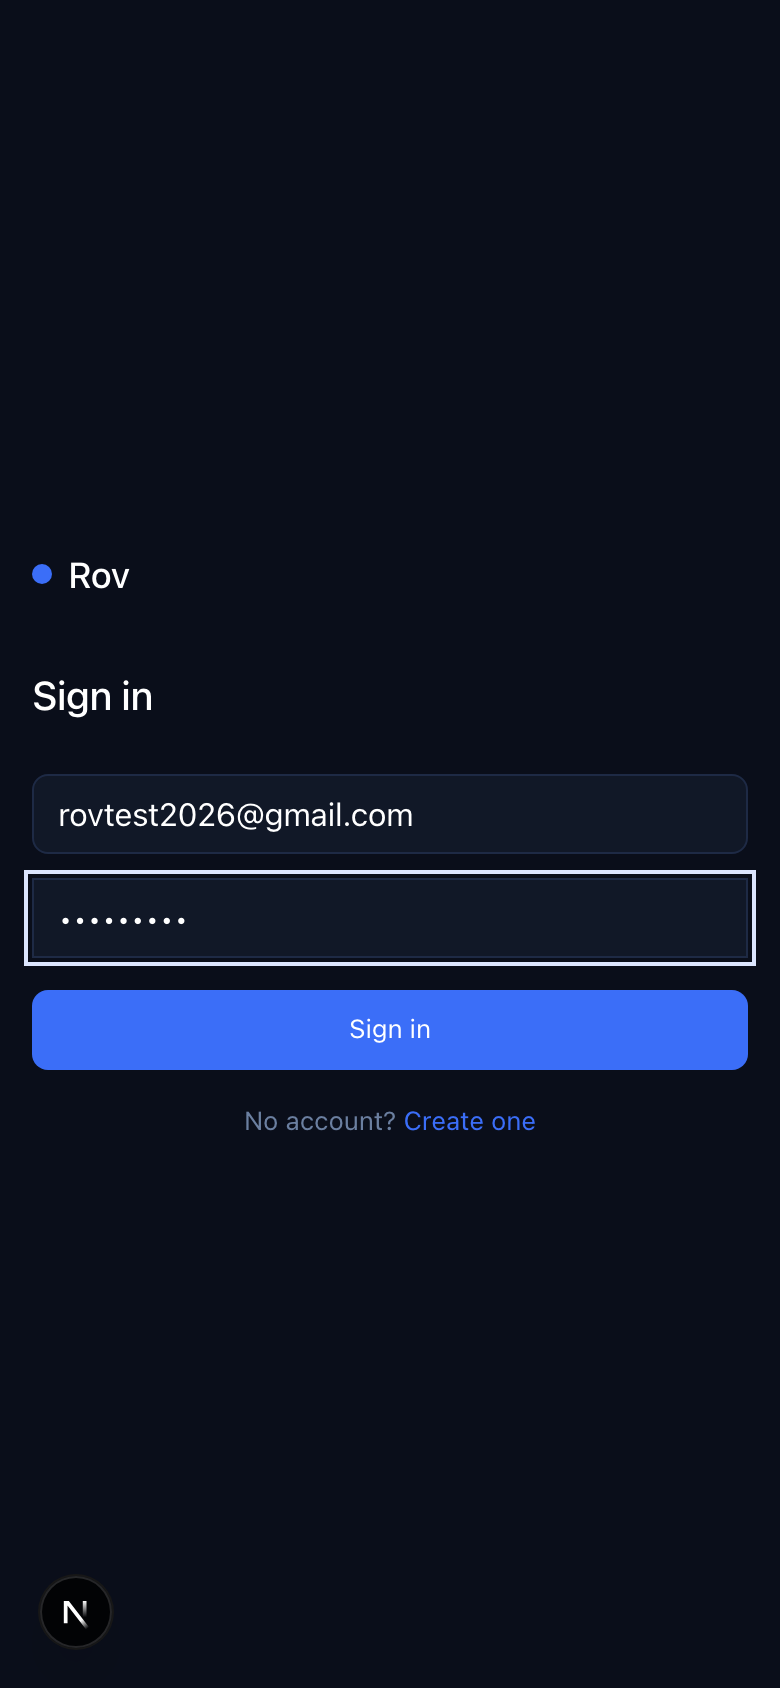 Rov
Sign in
rovtest2026@gmail.com
•••••••••
Sign in
No account? Create one
N